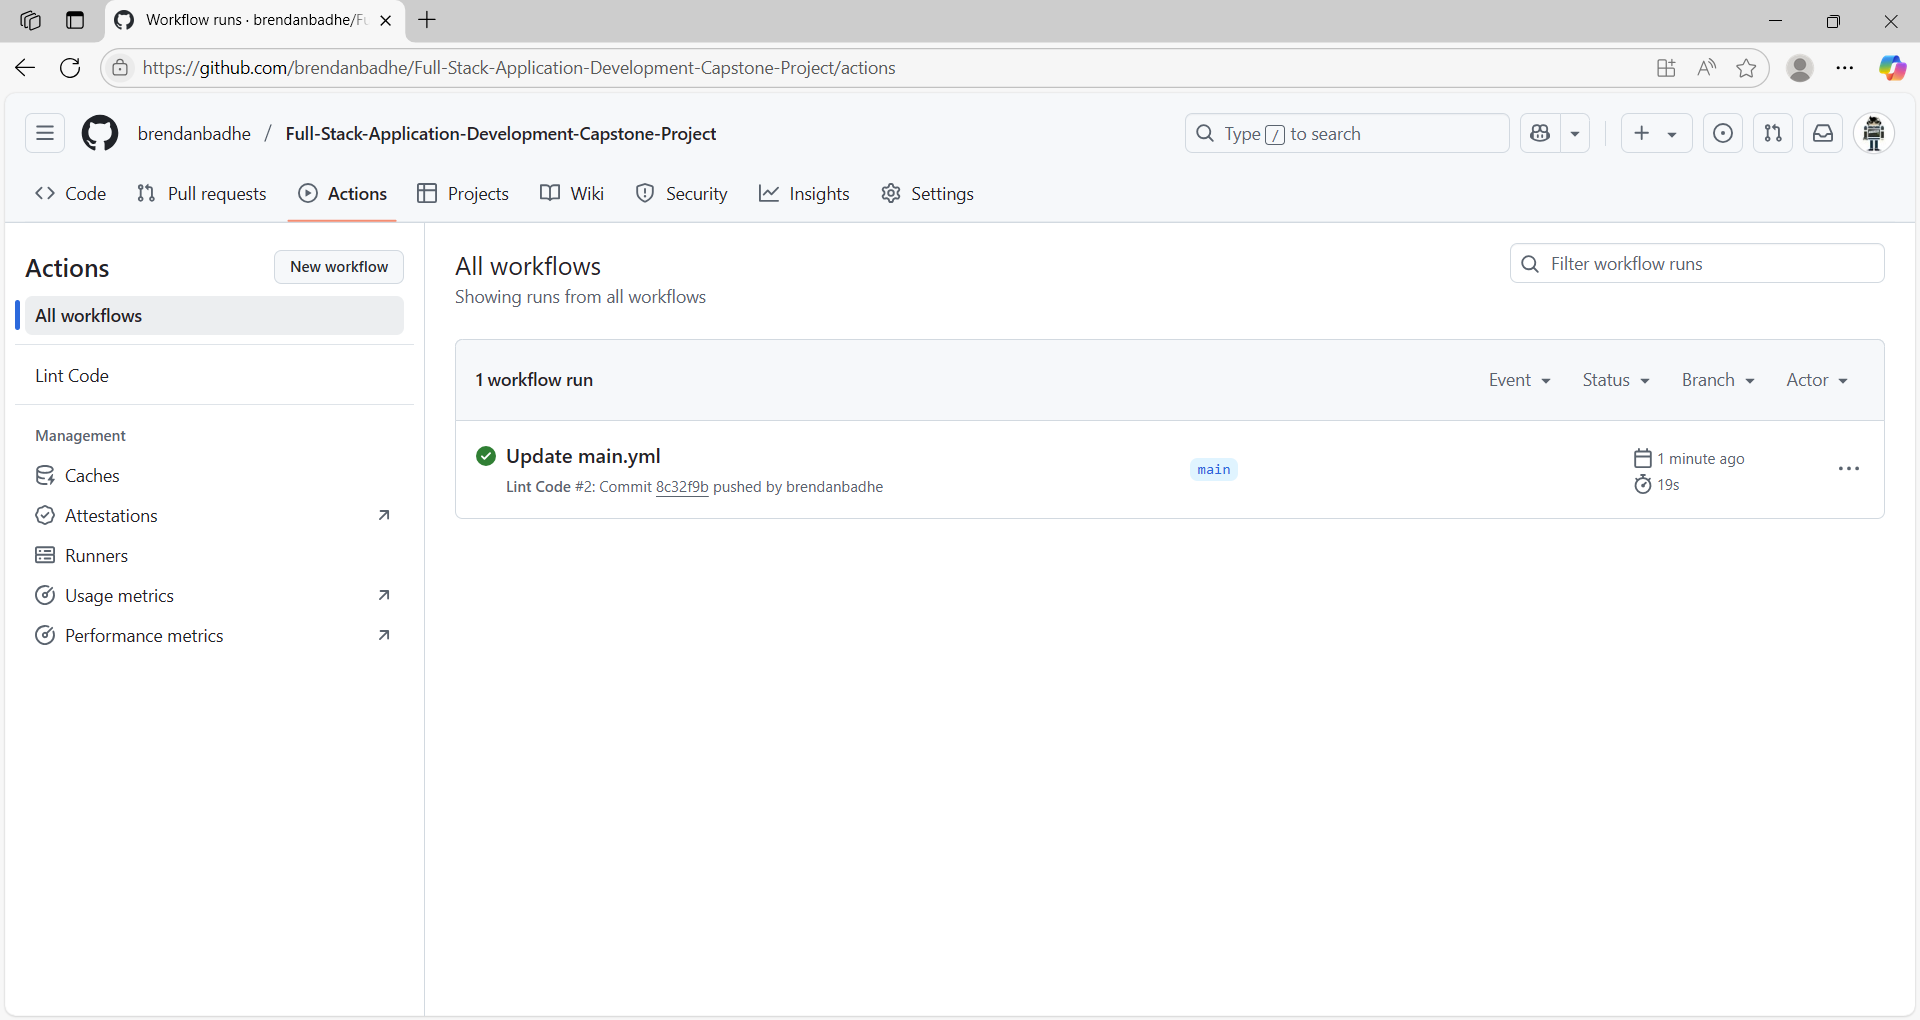 Workflow runs · brendanbadhe/Fu
https://github.com/brendanbadhe/Full-Stack-Application-Development-Capstone-Project/actions
brendanbadhe / Full-Stack-Application-Development-Capstone-Project
Type / to search
Code Pull requests Actions Projects Wiki Security Insights Settings
Actions
New workflow
All workflows
Lint Code
Management
Caches
Attestations
Runners
Usage metrics
Performance metrics
All workflows
Showing runs from all workflows
Filter workflow runs
1 workflow run
Event Status Branch Actor
Update main.yml
Lint Code #2: Commit 8c32f9b pushed by brendanbadhe
main
1 minute ago
19s